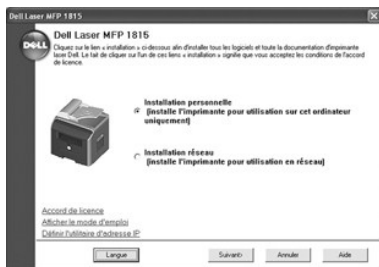 Dell Laser MFP 1815
DELL
Dell Laser MFP 1815
Cliquez sur le lien « installation » ci-dessous afin d'installer tous les logiciels et toute la documentation d'imprimante
laser Dell. Le fait de cliquer sur l'un de ces liens « installation » signifie que vous acceptez les conditions de l'accord
de licence.
Installation personnelle
(installe l'imprimante pour utilisation sur cet ordinateur
uniquement)
Installation réseau
(installe l'imprimante pour utilisation en réseau)
Accord de licence
Afficher le mode d'emploi
Définir l'utilitaire d'adresse IP
Langue Suivant> Annuler Aide